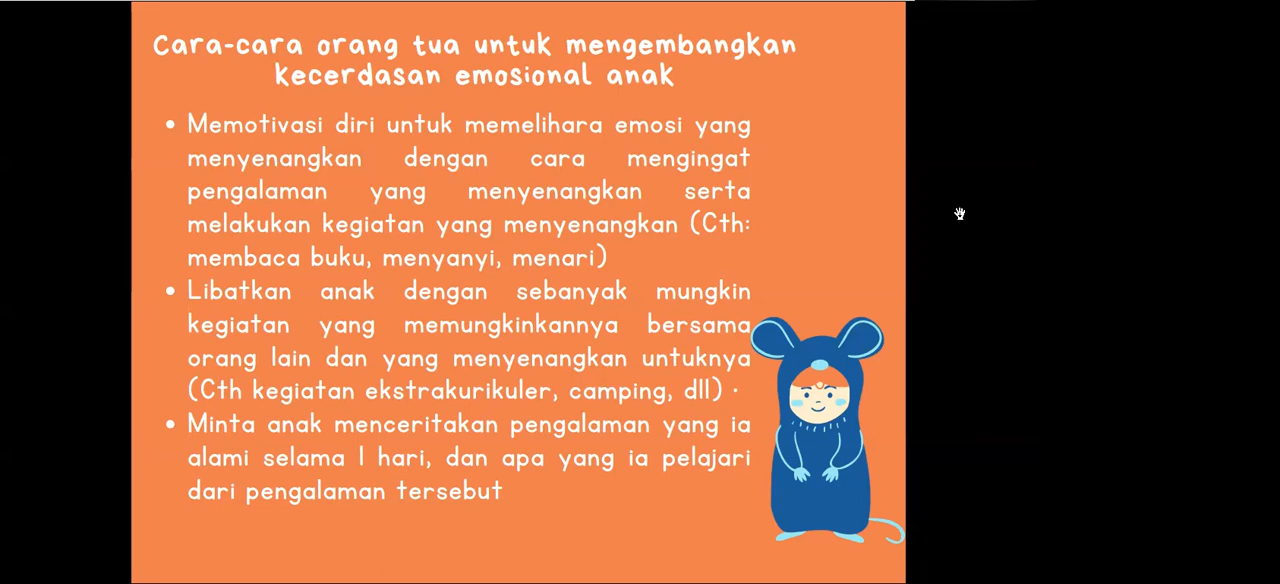 Cara-cara orang tua untuk mengembangkan
kecerdasan emosional anak
• Memotivasi diri untuk memelihara emosi yang
menyenangkan dengan cara mengingat
pengalaman yang menyenangkan serta
melakukan kegiatan yang menyenangkan (Cth:
membaca buku, menyanyi, menari)
• Libatkan anak dengan sebanyak mungkin
kegiatan yang memungkinkannya bersama
orang lain dan yang menyenangkan untuknya
(Cth kegiatan ekstrakurikuler, camping, dll) ·
• Minta anak menceritakan pengalaman yang ia
alami selama 1 hari, dan apa yang ia pelajari
dari pengalaman tersebut